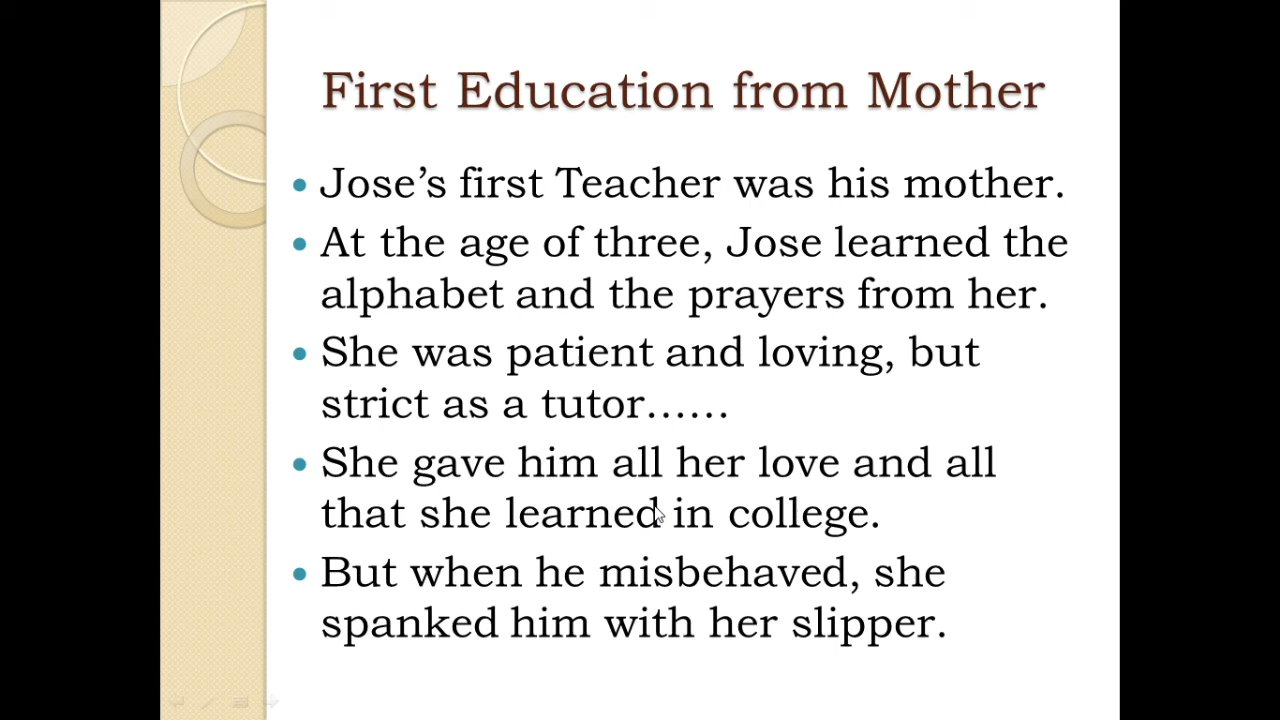 First Education from Mother
• Jose’s first Teacher was his mother.
• At the age of three, Jose learned the
alphabet and the prayers from her.
• She was patient and loving, but
strict as a tutor……
• She gave him all her love and all
that she learned in college.
• But when he misbehaved, she
spanked him with her slipper.